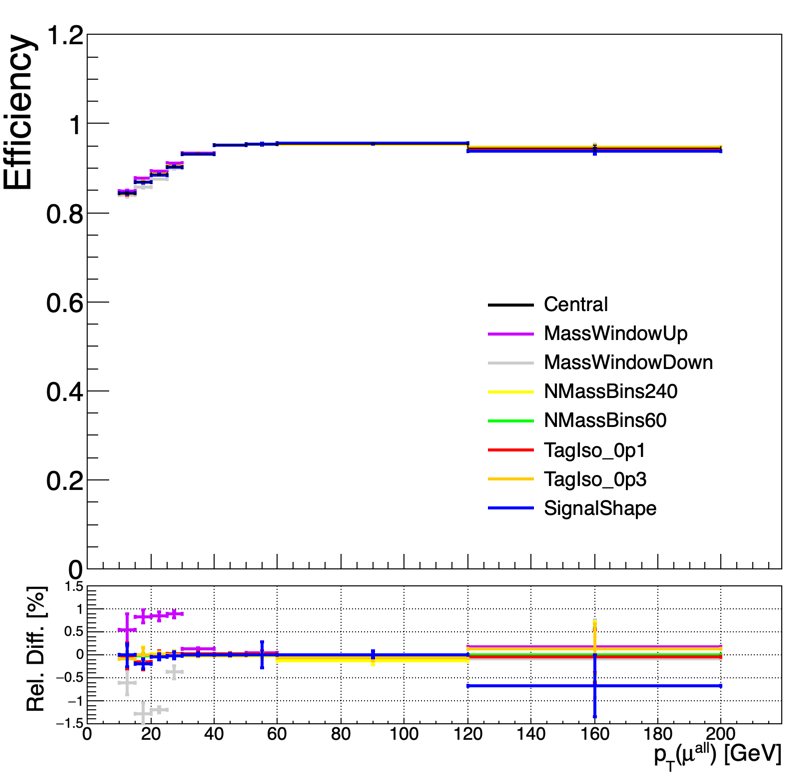 Efficiency
1.2
1
0.8
0.6
0.4
0.2
0
Central
MassWindowUp
MassWindowDown
NMassBins240
NMassBins60
TagIso_0p1
TagIso_0p3
SignalShape
Rel. Diff. [%]
1.5
1
0.5
0
−0.5
−1
−1.5
0 20 40 60 80 100 120 140 160 180 200
p_T(μ^all) [GeV]